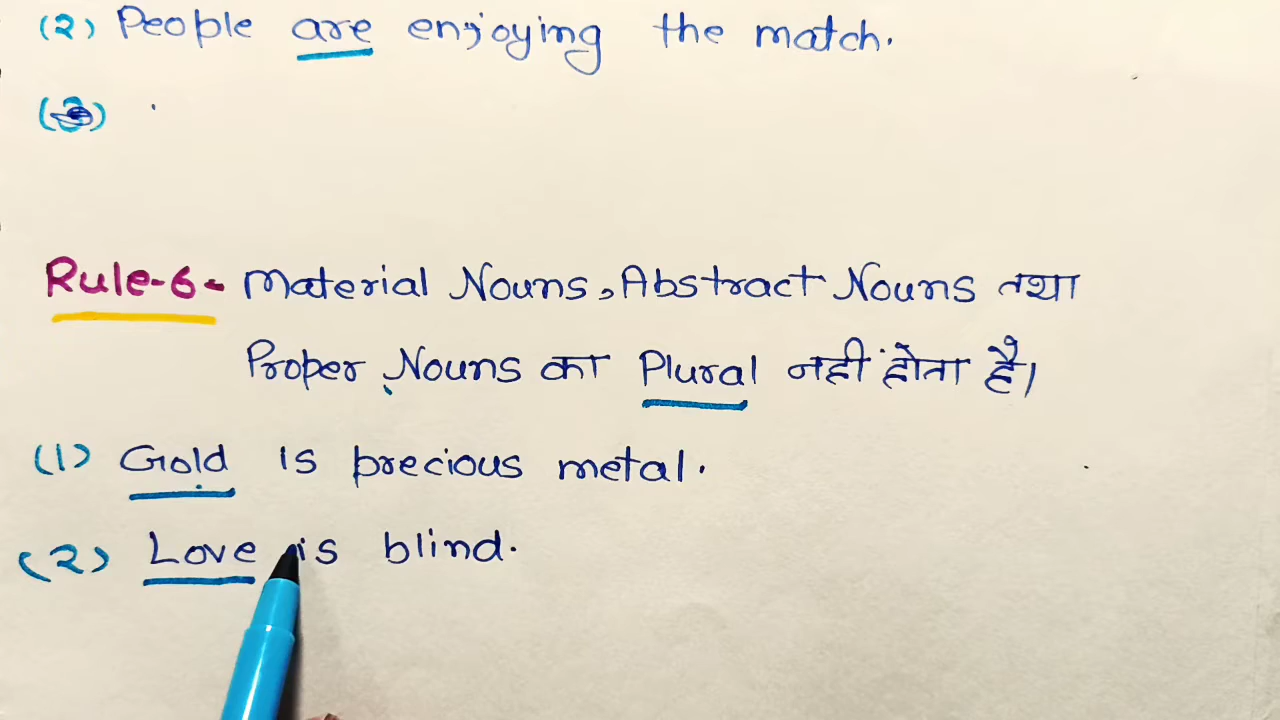 (2) People are enjoying the match.
(3)
Rule-6- Material Nouns, Abstract Nouns तथा
Proper Nouns का Plural नहीं होता है।
(1) Gold is precious metal.
(2) Love is blind.